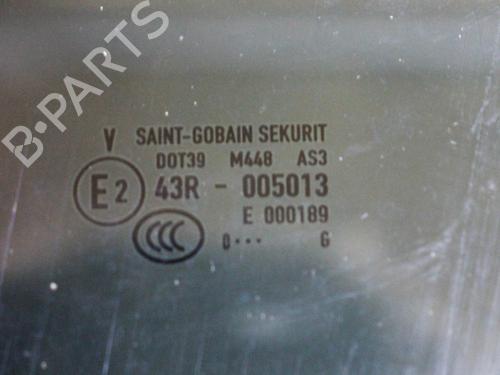 B-PARTS
V SAINT-GOBAIN SEKURIT
DOT39 M448 AS3
E2 43R - 005013
E 000189
CCC D··· G